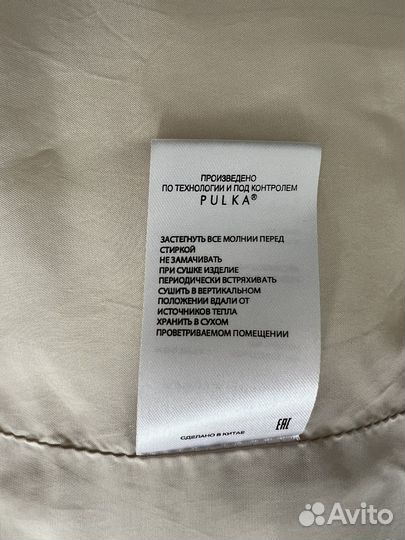 ПРОИЗВЕДЕНО
ПО ТЕХНОЛОГИИ И ПОД КОНТРОЛЕМ
PULKA®
ЗАСТЕГНУТЬ ВСЕ МОЛНИИ ПЕРЕД
СТИРКОЙ
НЕ ЗАМАЧИВАТЬ
ПРИ СУШКЕ ИЗДЕЛИЕ
ПЕРИОДИЧЕСКИ ВСТРЯХИВАТЬ
СУШИТЬ В ВЕРТИКАЛЬНОМ
ПОЛОЖЕНИИ ВДАЛИ ОТ
ИСТОЧНИКОВ ТЕПЛА
ХРАНИТЬ В СУХОМ
ПРОВЕТРИВАЕМОМ ПОМЕЩЕНИИ
EAC
СДЕЛАНО В КИТАЕ
Avito